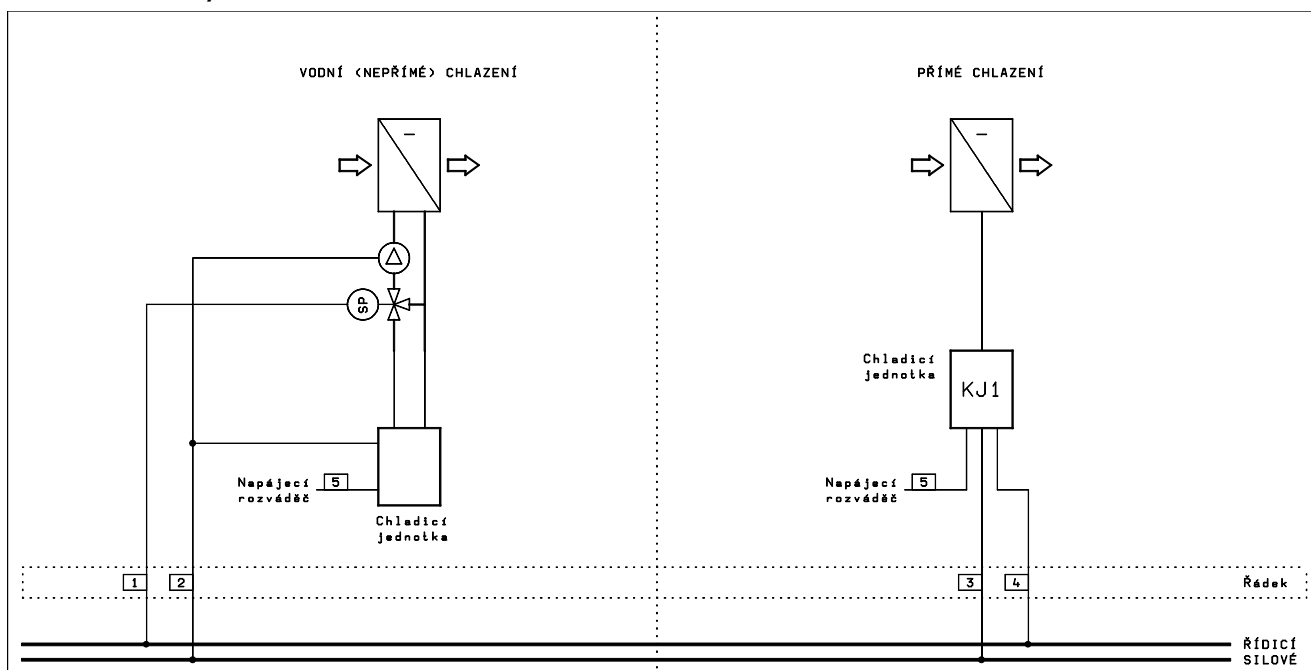 VODNÍ (NEPŘÍMÉ) CHLAZENÍ
PŘÍMÉ CHLAZENÍ
–
–
SP
Chladicí
jednotka
KJ1
Napájecí
rozváděč
5
Chladicí
jednotka
Napájecí
rozváděč
5
1
2
3
4
Řádek
ŘÍDICÍ
SILOVÉ